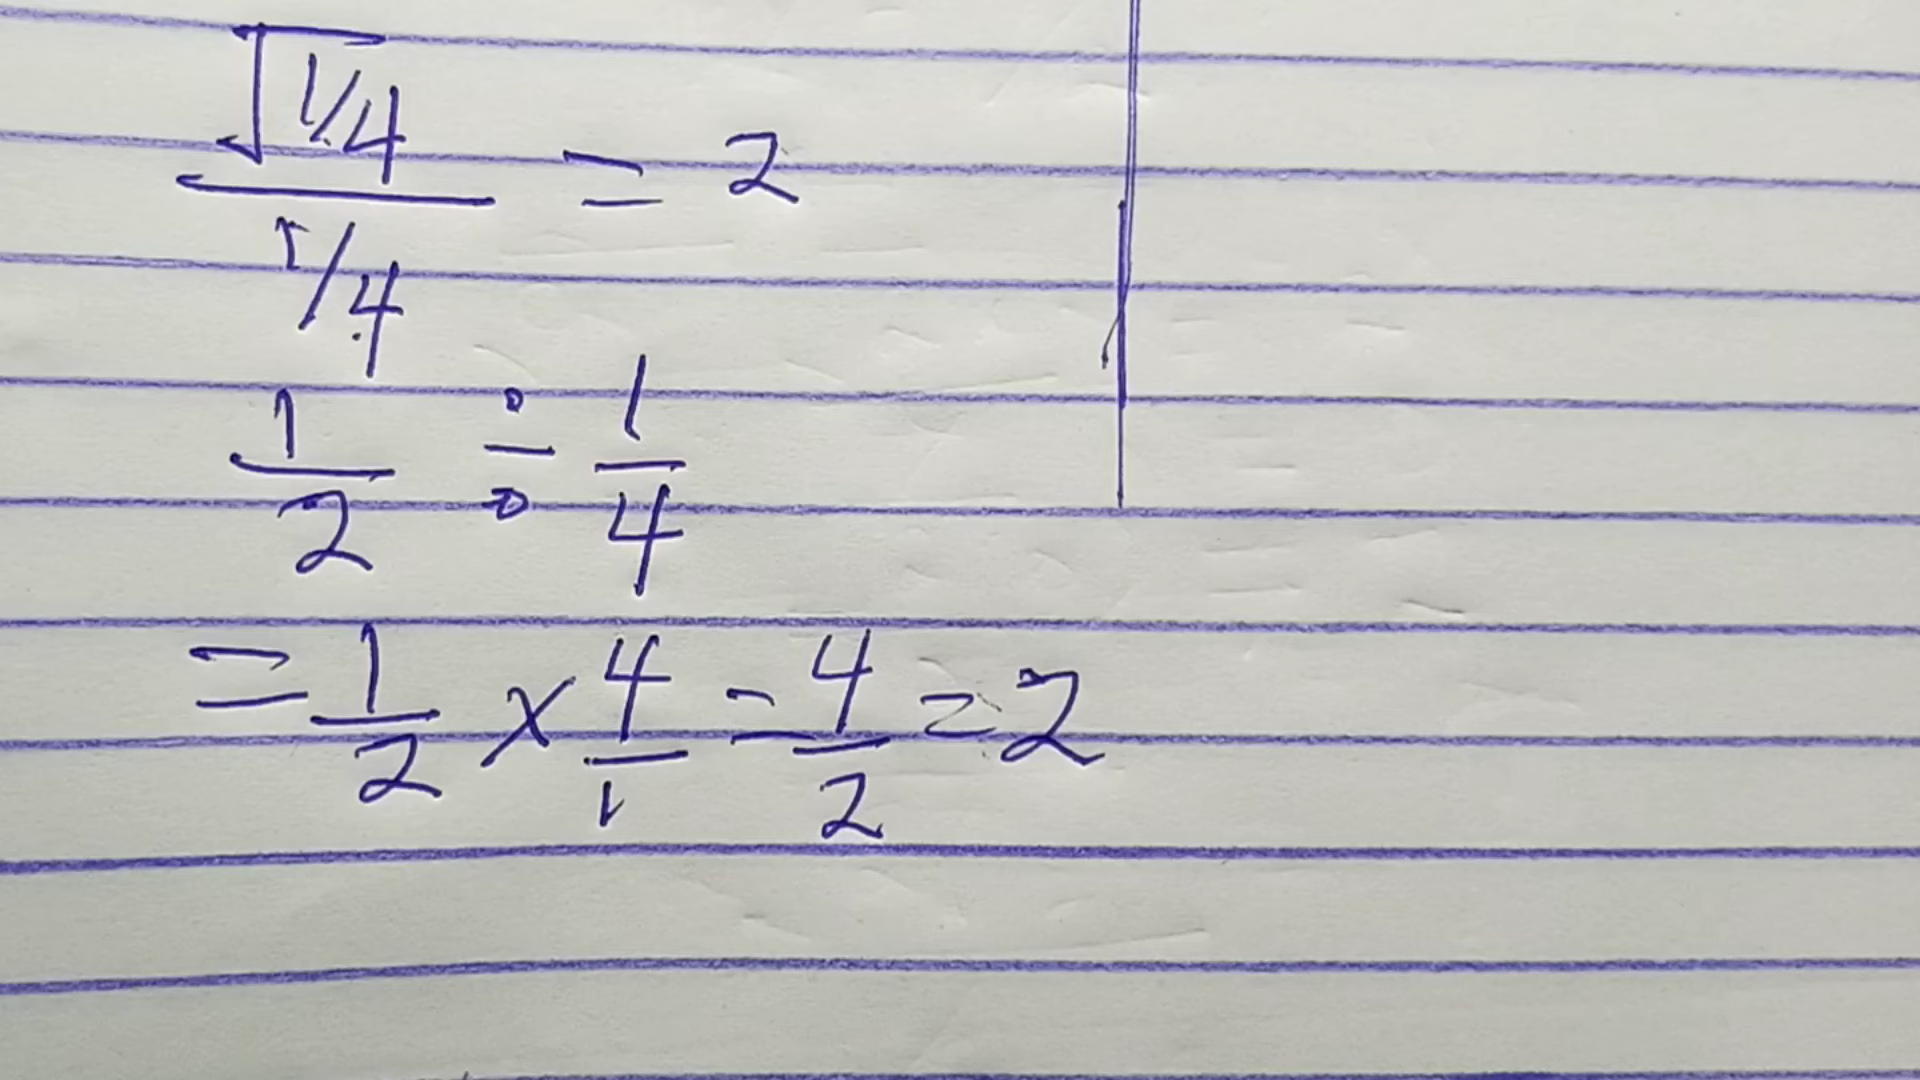 √1/4 / 1/4 = 2
1/2 ÷ 1/4
= 1/2 × 4/1 = 4/2 = 2